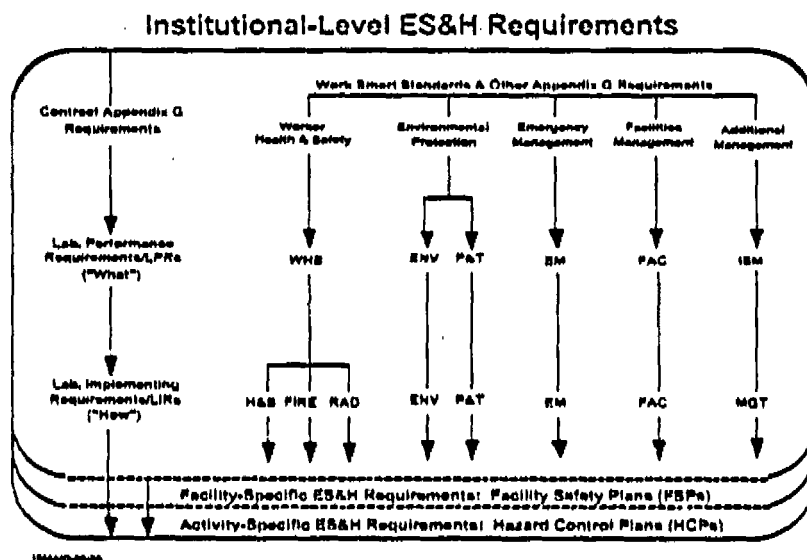 Institutional-Level ES&H Requirements
Work Smart Standards & Other Appendix G Requirements
Contract Appendix G
Requirements
Worker
Health & Safety
Environmental
Protection
Emergency
Management
Facilities
Management
Additional
Management
Lab. Performance
Requirements/LPRs
("What")
WHS
ENV
P&T
EM
FAC
ISM
Lab. Implementing
Requirements/LIRs
("How")
H&S
FIRE
RAD
ENV
P&T
EM
FAC
MGT
Facility-Specific ES&H Requirements: Facility Safety Plans (FSPs)
Activity-Specific ES&H Requirements: Hazard Control Plans (HCPs)